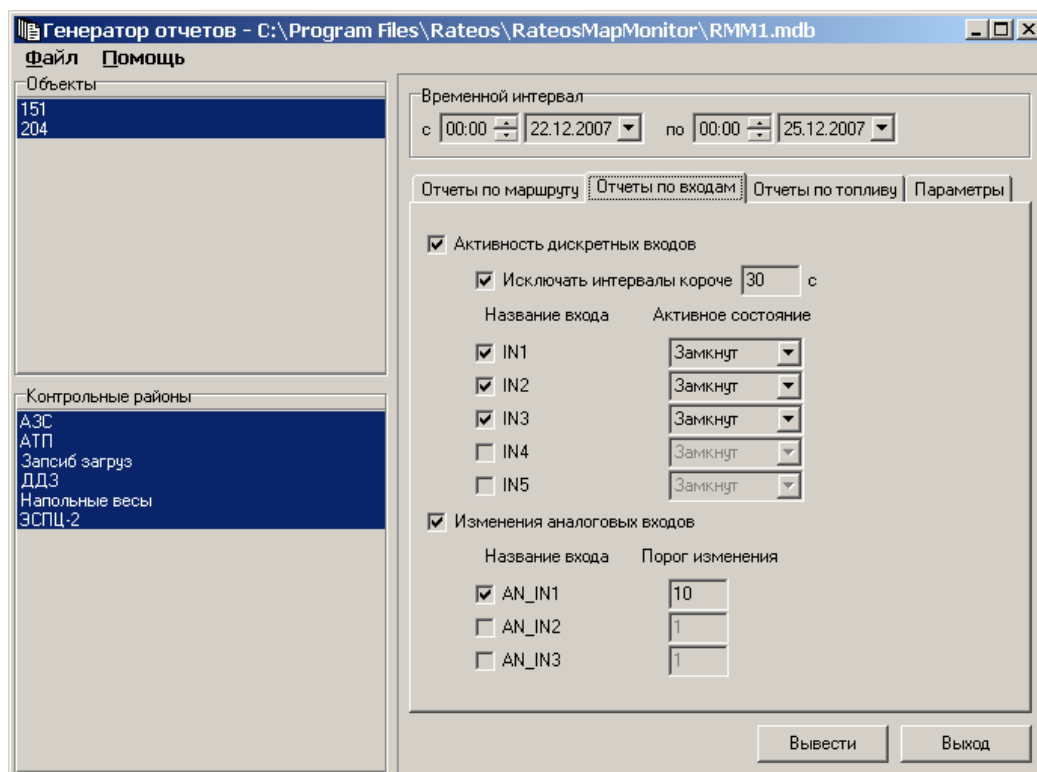 Генератор отчетов - C:\Program Files\Rateos\RateosMapMonitor\RMM1.mdb
Файл Помощь
Объекты
151
204
Контрольные районы
АЗС
АТП
Запсиб загруз
ДДЗ
Напольные весы
ЭСПЦ-2
Временной интервал
с 00:00 22.12.2007 по 00:00 25.12.2007
Отчеты по маршруту Отчеты по входам Отчеты по топливу Параметры
Активность дискретных входов
Исключать интервалы короче 30 с
Название входа Активное состояние
IN1 Замкнут
IN2 Замкнут
IN3 Замкнут
IN4 Замкнут
IN5 Замкнут
Изменения аналоговых входов
Название входа Порог изменения
AN_IN1 10
AN_IN2 1
AN_IN3 1
Вывести Выход